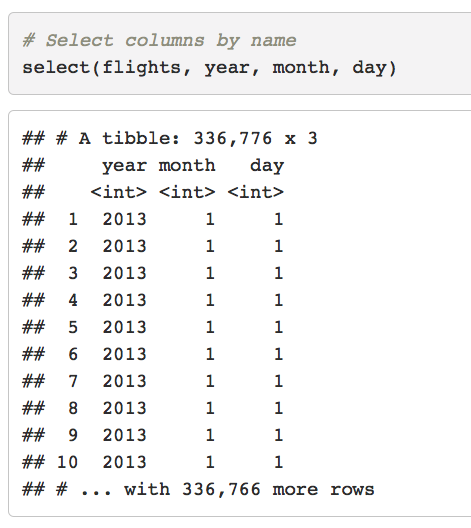 # Select columns by name
select(flights, year, month, day)
## # A tibble: 336,776 x 3
##     year month   day
##    <int> <int> <int>
##  1  2013     1     1
##  2  2013     1     1
##  3  2013     1     1
##  4  2013     1     1
##  5  2013     1     1
##  6  2013     1     1
##  7  2013     1     1
##  8  2013     1     1
##  9  2013     1     1
## 10  2013     1     1
## # ... with 336,766 more rows